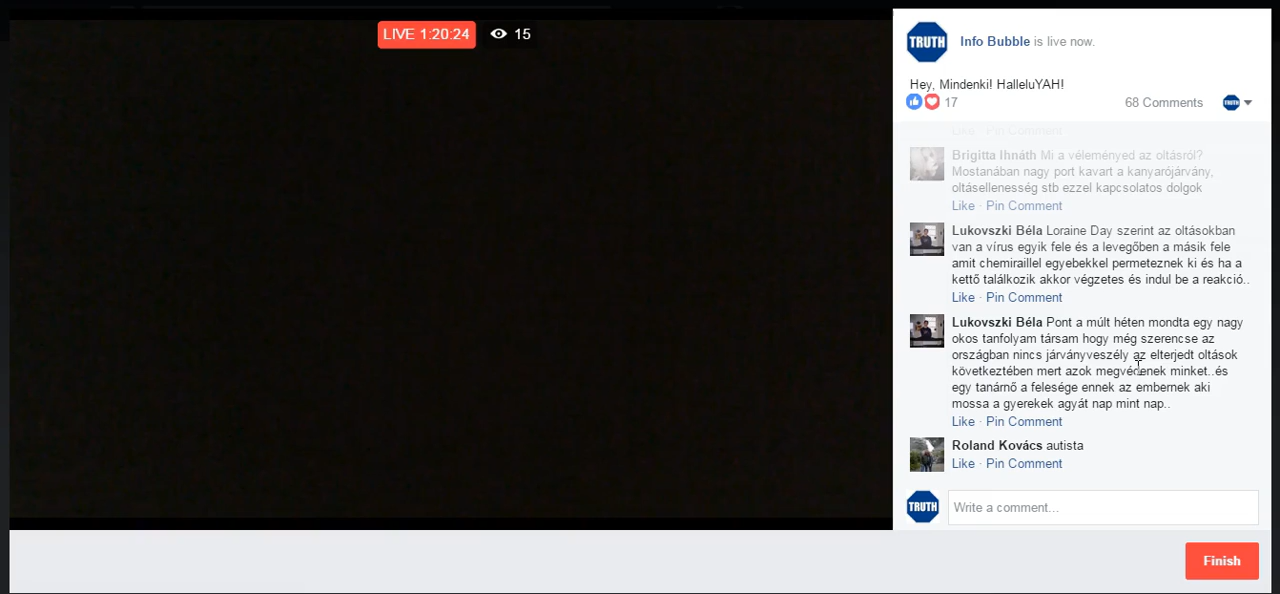 LIVE 1:20:24
15
TRUTH
Info Bubble is live now.
Hey, Mindenki! HalleluYAH!
17
68 Comments
TRUTH
Like · Pin Comment
Brigitta Ihnáth Mi a véleményed az oltásról?
Mostanában nagy port kavart a kanyarójárvány,
oltásellenesség stb ezzel kapcsolatos dolgok
Like · Pin Comment
Lukovszki Béla Loraine Day szerint az oltásokban
van a vírus egyik fele és a levegőben a másik fele
amit chemiraillel egyebekkel permeteznek ki és ha a
kettő találkozik akkor végzetes és indul be a reakció..
Like · Pin Comment
Lukovszki Béla Pont a múlt héten mondta egy nagy
okos tanfolyam társam hogy még szerencse az
országban nincs járványveszély az elterjedt oltások
következtében mert azok megvédenek minket..és
egy tanárnő a felesége ennek az embernek aki
mossa a gyerekek agyát nap mint nap..
Like · Pin Comment
Roland Kovács autista
Like · Pin Comment
TRUTH
Write a comment...
Finish